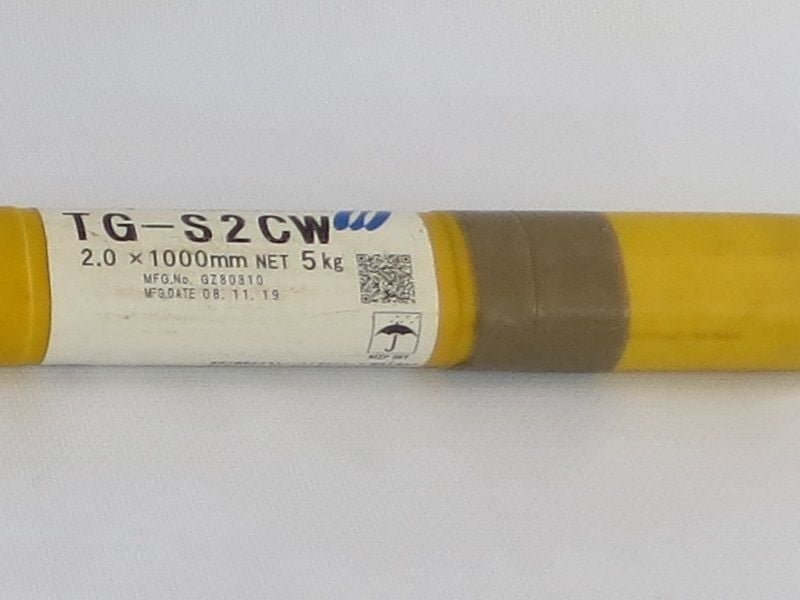 TG-S2CW
2.0 ×1000mm NET 5kg
MFG.No. GZ80810
MFG.DATE 08.11.19
KEEP DRY